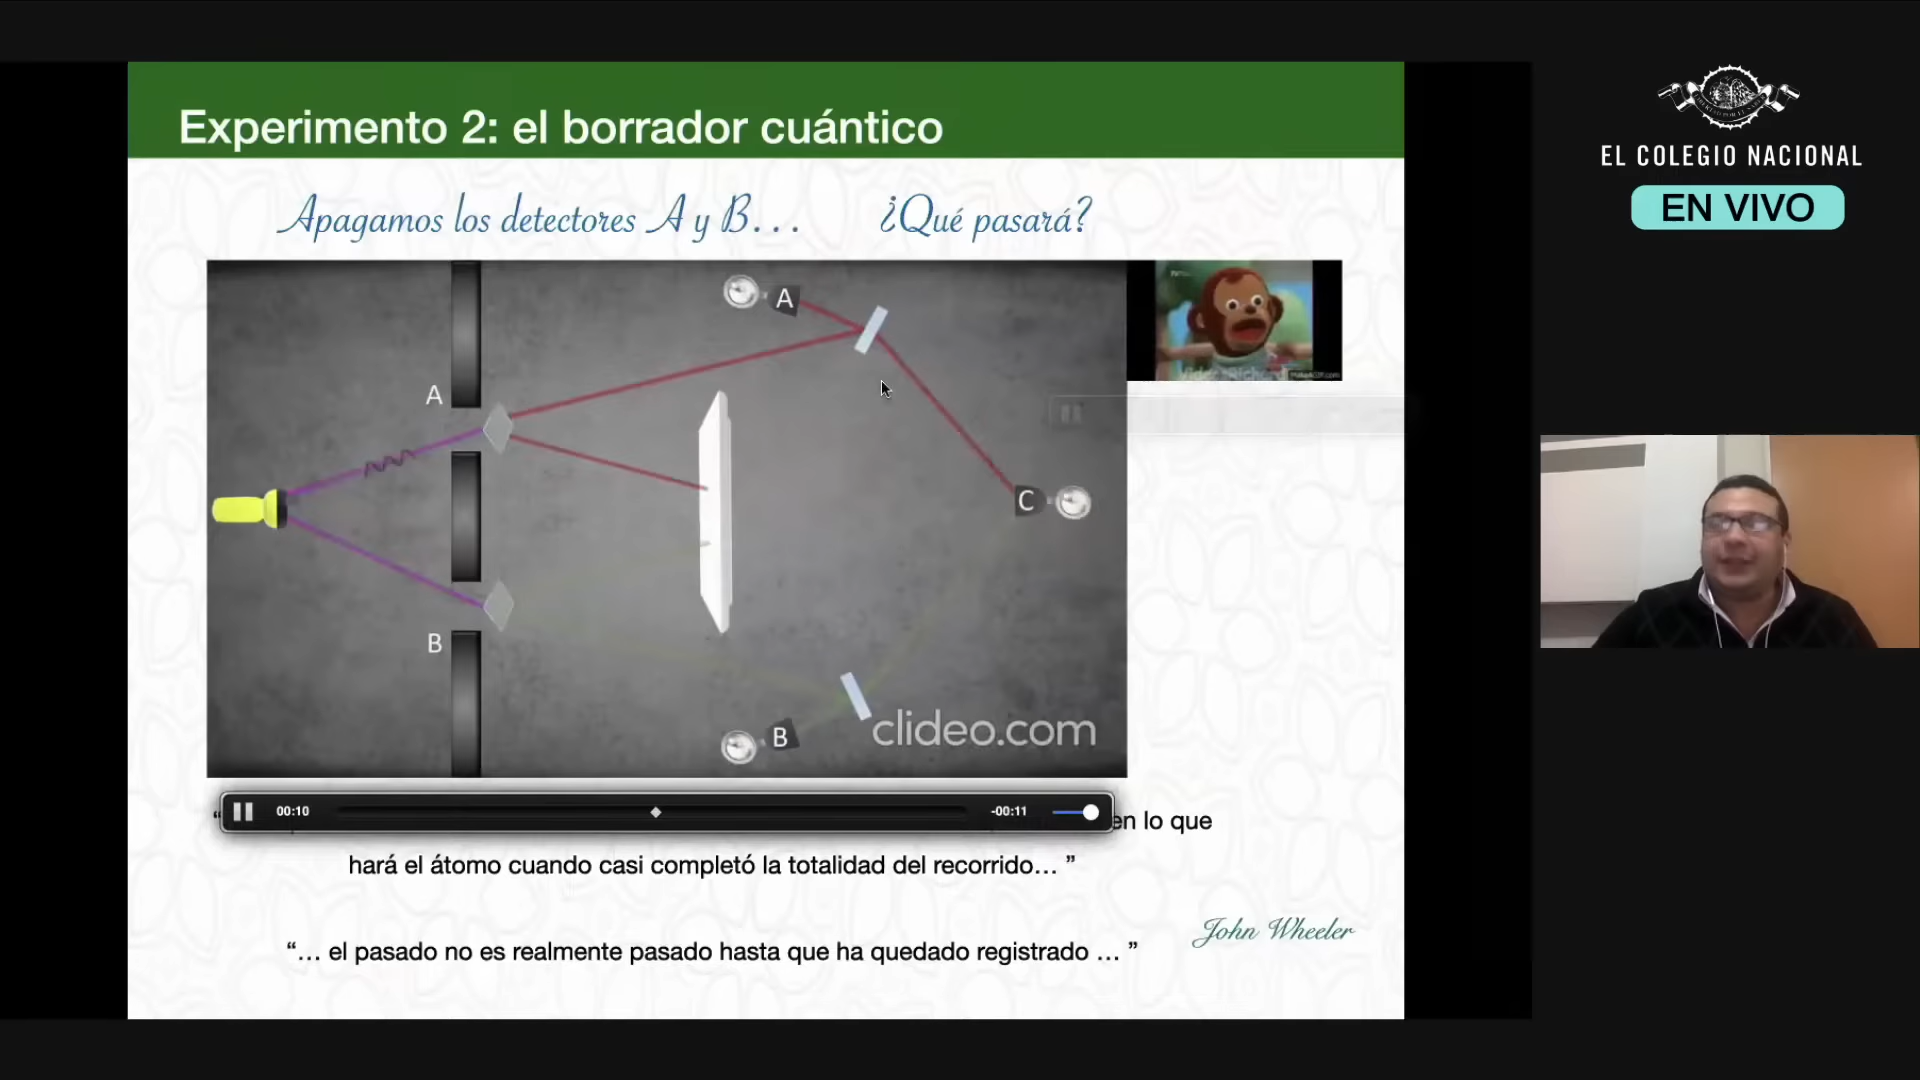 Experimento 2: el borrador cuántico
Apagamos los detectores A y B... ¿Qué pasará?
A
A
C
B
B
clideo.com
00:10
-00:11
en lo que
hará el átomo cuando casi completó la totalidad del recorrido... ”
“... el pasado no es realmente pasado hasta que ha quedado registrado ... ”
John Wheeler
EL COLEGIO NACIONAL
EN VIVO